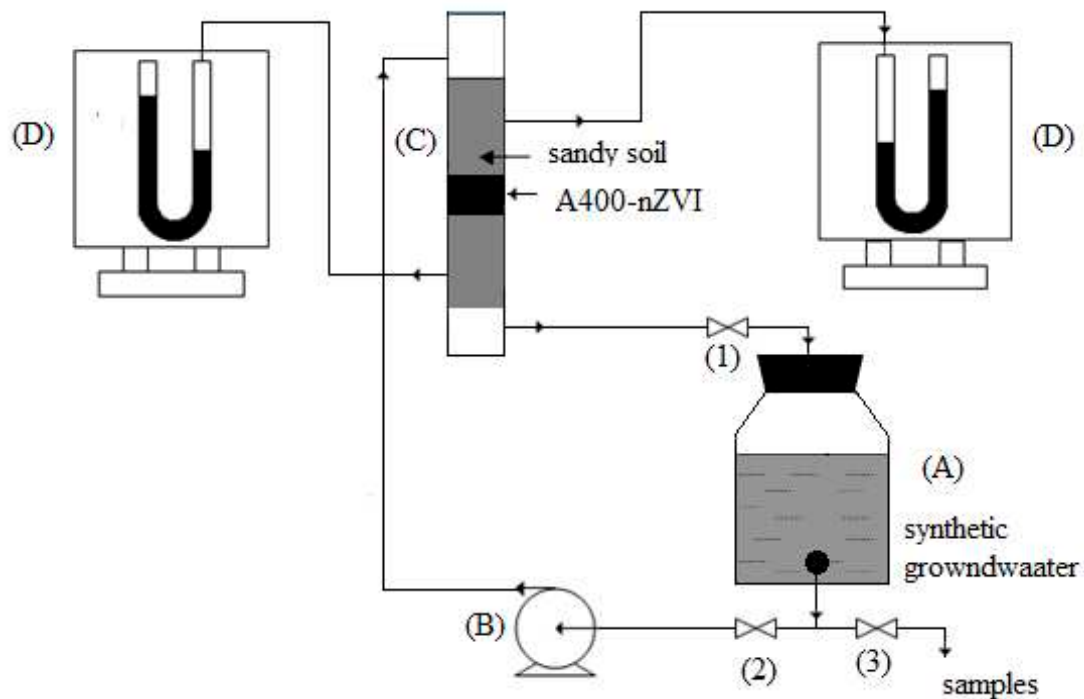 (D)
(C)
sandy soil
A400-nZVI
(D)
(1)
(A)
synthetic
growndwaater
(B)
(2)
(3)
samples